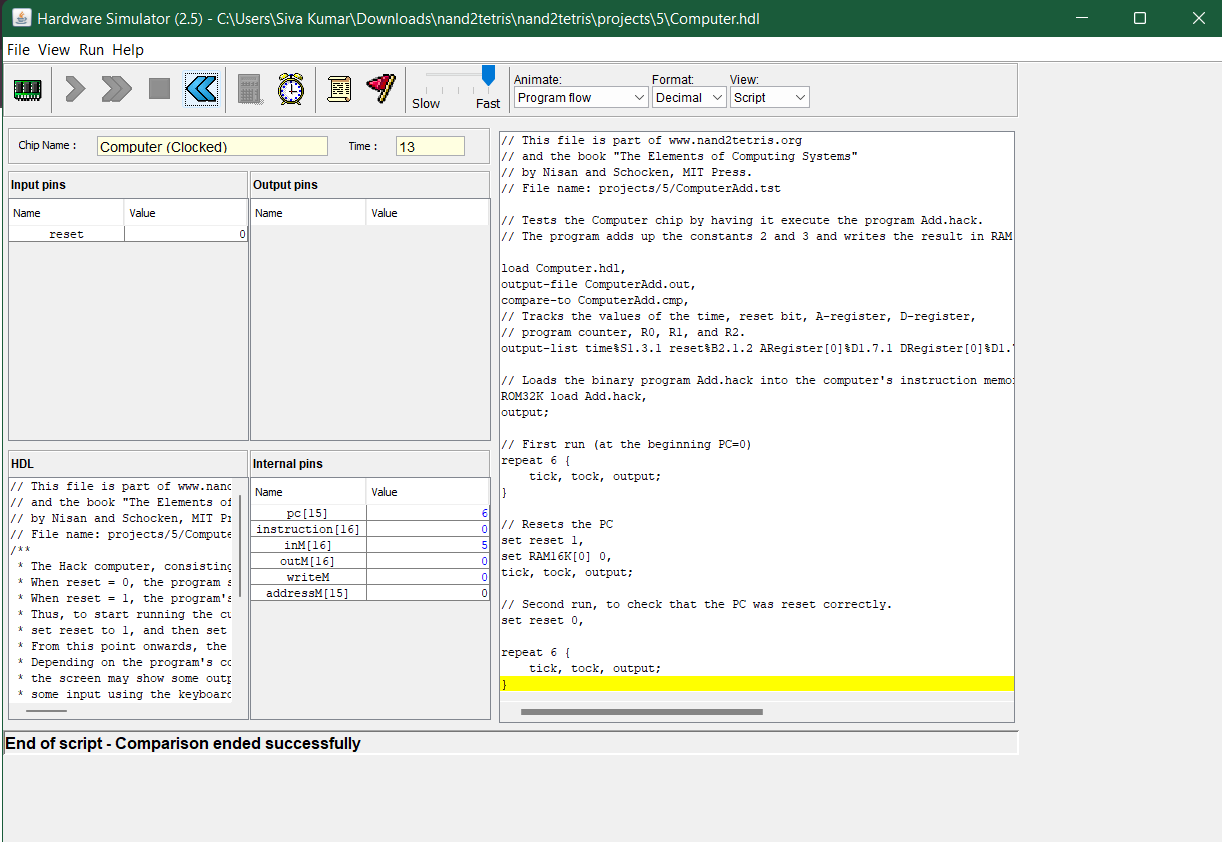 Hardware Simulator (2.5) - C:\Users\Siva Kumar\Downloads\nand2tetris\nand2tetris\projects\5\Computer.hdl
File View Run Help
Animate:
Program flow
Format:
Decimal
View:
Script
Slow
Fast
Chip Name :
Computer (Clocked)
Time :
13
Input pins
Name
Value
reset
0
Output pins
Name
Value
HDL
// This file is part of www.nand
// and the book "The Elements of
// by Nisan and Schocken, MIT Pr
// File name: projects/5/Compute
/**
* The Hack computer, consisting
* When reset = 0, the program s
* When reset = 1, the program's
* Thus, to start running the cu
* set reset to 1, and then set
* From this point onwards, the
* Depending on the program's co
* the screen may show some outp
* some input using the keyboard
Internal pins
Name
Value
pc[15]
6
instruction[16]
0
inM[16]
5
outM[16]
0
writeM
0
addressM[15]
0
// This file is part of www.nand2tetris.org
// and the book "The Elements of Computing Systems"
// by Nisan and Schocken, MIT Press.
// File name: projects/5/ComputerAdd.tst
// Tests the Computer chip by having it execute the program Add.hack.
// The program adds up the constants 2 and 3 and writes the result in RAM
load Computer.hdl,
output-file ComputerAdd.out,
compare-to ComputerAdd.cmp,
// Tracks the values of the time, reset bit, A-register, D-register,
// program counter, R0, R1, and R2.
output-list time%S1.3.1 reset%B2.1.2 ARegister[0]%D1.7.1 DRegister[0]%D1.
// Loads the binary program Add.hack into the computer's instruction memo
ROM32K load Add.hack,
output;
// First run (at the beginning PC=0)
repeat 6 {
tick, tock, output;
}
// Resets the PC
set reset 1,
set RAM16K[0] 0,
tick, tock, output;
// Second run, to check that the PC was reset correctly.
set reset 0,
repeat 6 {
tick, tock, output;
}
End of script - Comparison ended successfully